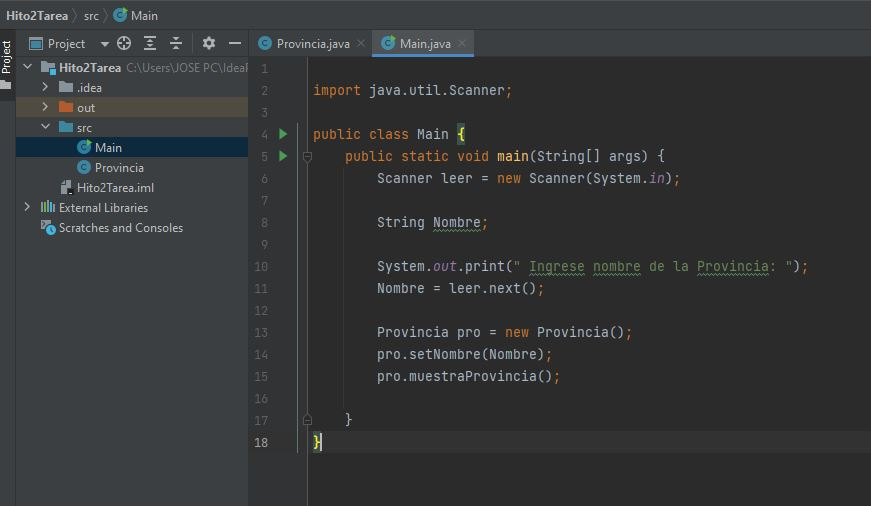 Hito2Tarea src Main
Project
Project
Provincia.java
Main.java
Hito2Tarea C:\Users\JOSE PC\IdeaP
.idea
out
src
Main
Provincia
Hito2Tarea.iml
External Libraries
Scratches and Consoles
1
2 import java.util.Scanner;
3
4 public class Main {
5 public static void main(String[] args) {
6 Scanner leer = new Scanner(System.in);
7
8 String Nombre;
9
10 System.out.print(" Ingrese nombre de la Provincia: ");
11 Nombre = leer.next();
12
13 Provincia pro = new Provincia();
14 pro.setNombre(Nombre);
15 pro.muestraProvincia();
16
17 }
18 }